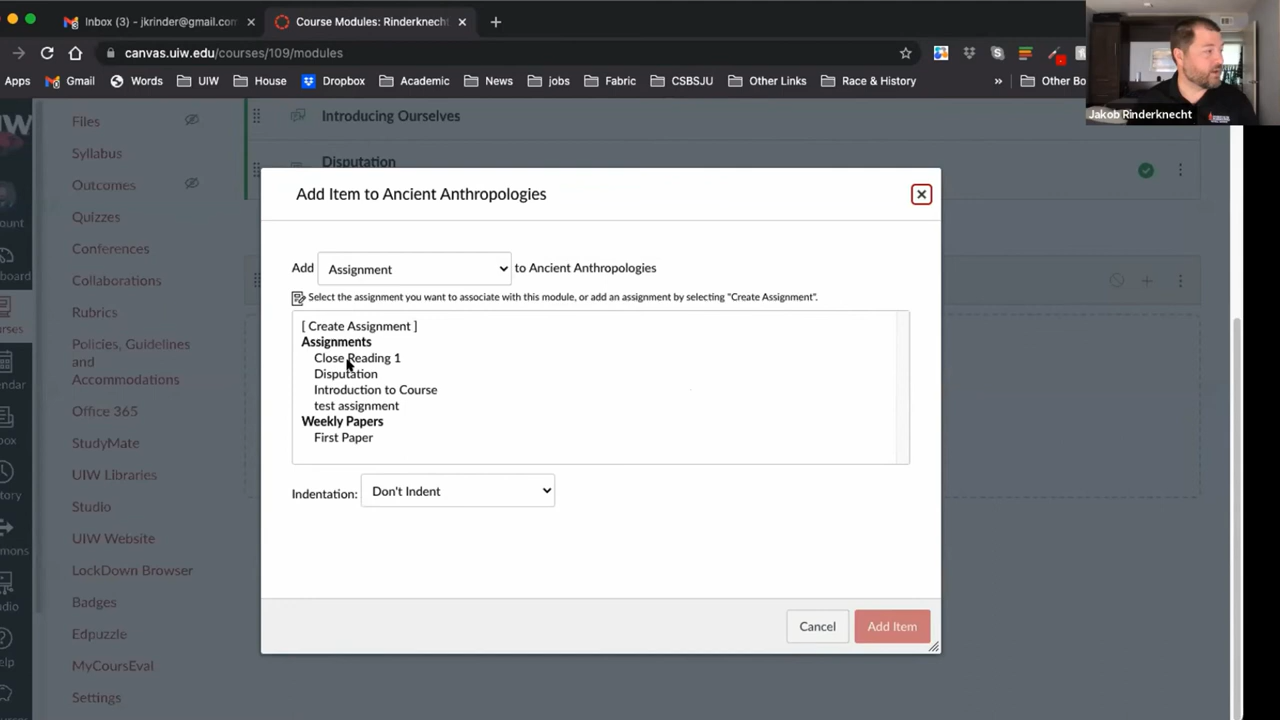 Inbox (3) - jkrinder@gmail.com
Course Modules: Rinderknecht
canvas.uiw.edu/courses/109/modules
Apps Gmail Words UIW House Dropbox Academic News jobs Fabric CSBSJU Other Links Race & History » Other Bo
Jakob Rinderknecht
Files
Syllabus
Outcomes
Quizzes
Conferences
Collaborations
Rubrics
Policies, Guidelines
and
Accommodations
Office 365
StudyMate
UIW Libraries
Studio
UIW Website
LockDown Browser
Badges
Edpuzzle
MyCoursEval
Settings
Introducing Ourselves
Disputation
Add Item to Ancient Anthropologies
Add Assignment to Ancient Anthropologies
Select the assignment you want to associate with this module, or add an assignment by selecting "Create Assignment".
[ Create Assignment ]
Assignments
Close Reading 1
Disputation
Introduction to Course
test assignment
Weekly Papers
First Paper
Indentation: Don't Indent
Cancel Add Item